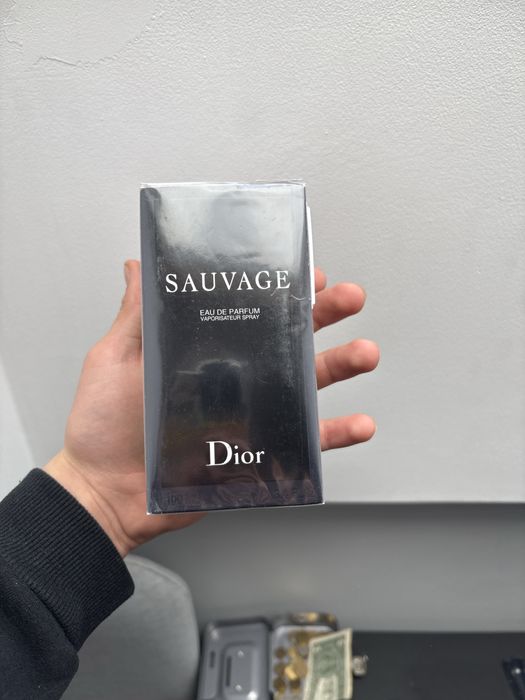 SAUVAGE
EAU DE PARFUM
VAPORISATEUR SPRAY
Dior